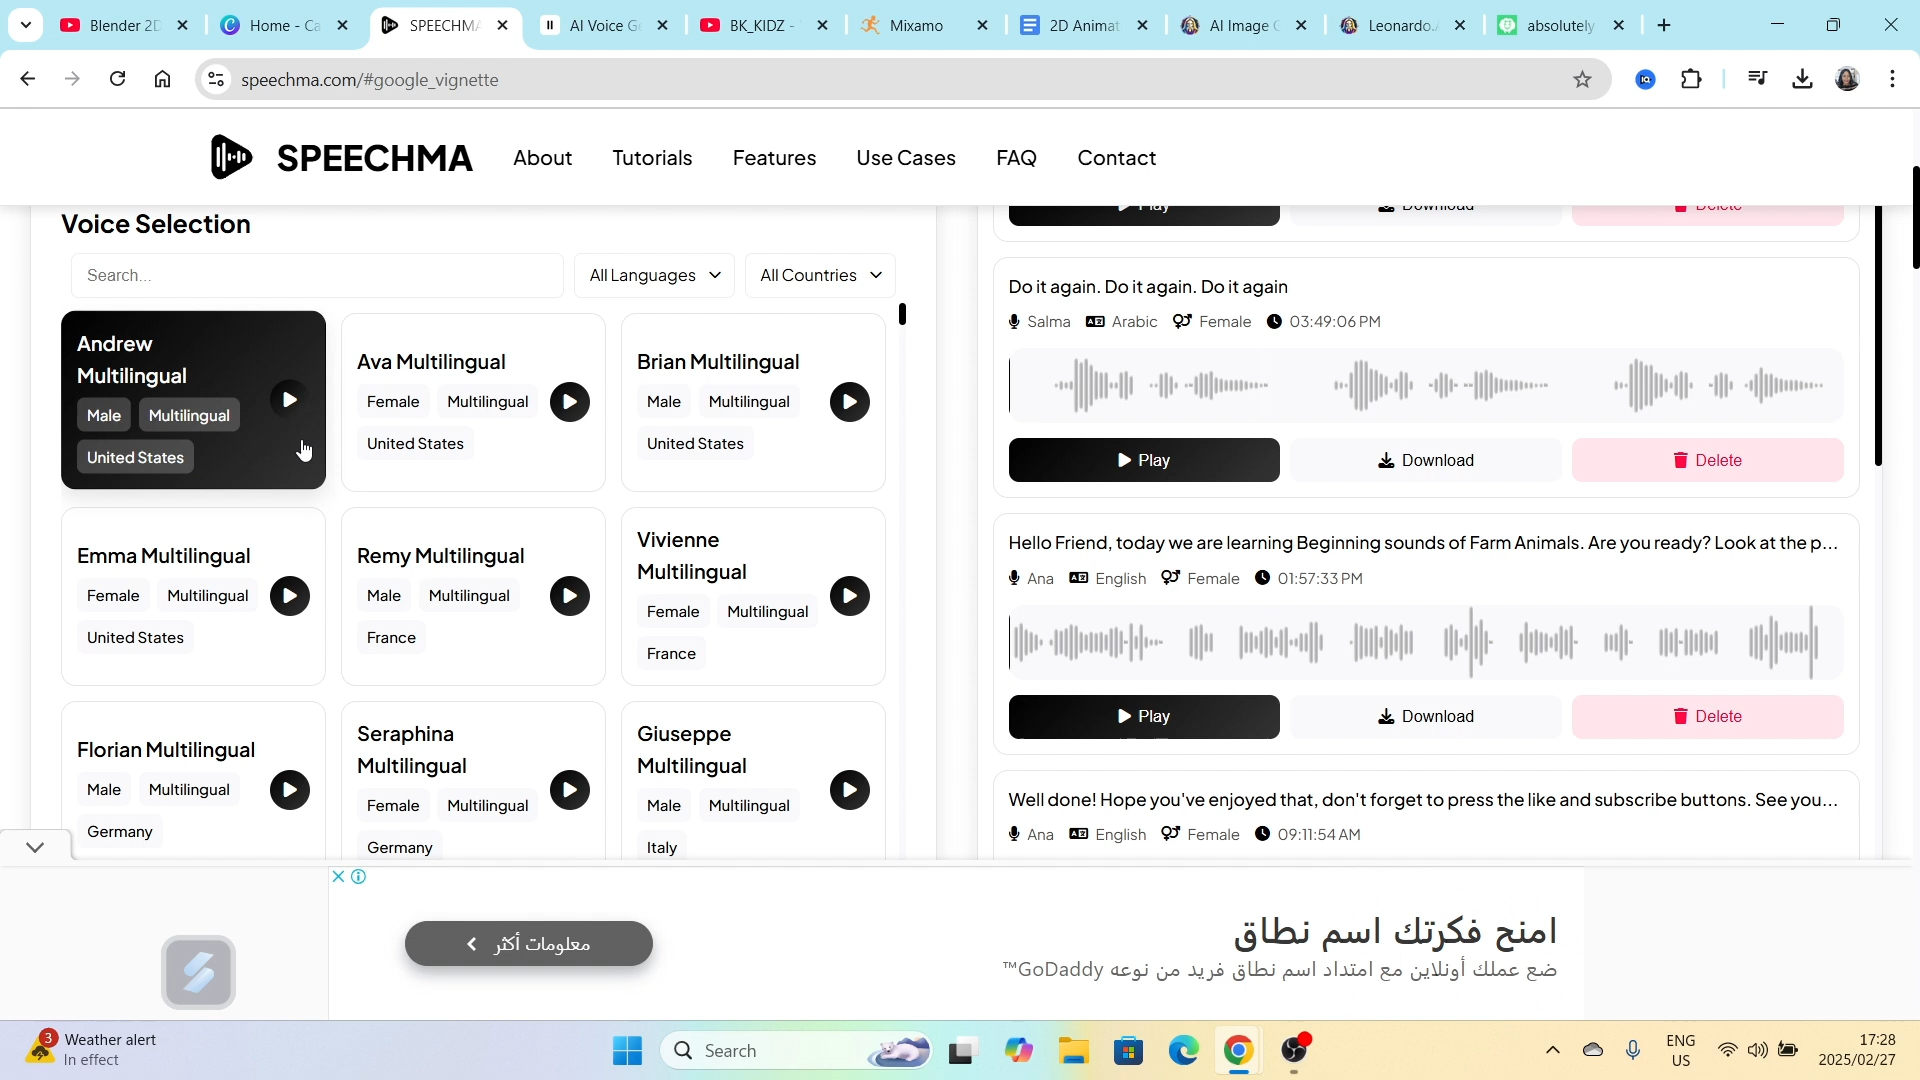 Blender 2D
Home - Ca
SPEECHMA
AI Voice Ge
BK_KIDZ -
Mixamo
2D Animat
AI Image G
Leonardo.
absolutely
speechma.com/#google_vignette
SPEECHMA
About
Tutorials
Features
Use Cases
FAQ
Contact
Voice Selection
Search...
All Languages
All Countries
Andrew
Multilingual
Male
Multilingual
United States
Ava Multilingual
Female
Multilingual
United States
Brian Multilingual
Male
Multilingual
United States
Emma Multilingual
Female
Multilingual
United States
Remy Multilingual
Male
Multilingual
France
Vivienne
Multilingual
Female
Multilingual
France
Florian Multilingual
Male
Multilingual
Germany
Seraphina
Multilingual
Female
Multilingual
Germany
Giuseppe
Multilingual
Male
Multilingual
Italy
Play
Download
Delete
Do it again. Do it again. Do it again
Salma Arabic Female 03:49:06 PM
Play
Download
Delete
Hello Friend, today we are learning Beginning sounds of Farm Animals. Are you ready? Look at the p...
Ana English Female 01:57:33 PM
Play
Download
Delete
Well done! Hope you've enjoyed that, don't forget to press the like and subscribe buttons. See you...
Ana English Female 09:11:54 AM
معلومات أكثر
امنح فكرتك اسم نطاق
ضع عملك أونلاين مع امتداد اسم نطاق فريد من نوعه GoDaddy™
3
Weather alert
In effect
Search
ENG
US
17:28
2025/02/27